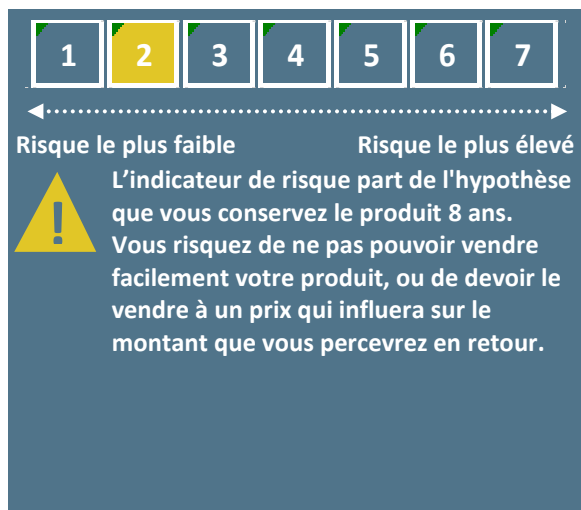 1 2 3 4 5 6 7
Risque le plus faible Risque le plus élevé
! L’indicateur de risque part de l'hypothèse
que vous conservez le produit 8 ans.
Vous risquez de ne pas pouvoir vendre
facilement votre produit, ou de devoir le
vendre à un prix qui influera sur le
montant que vous percevrez en retour.